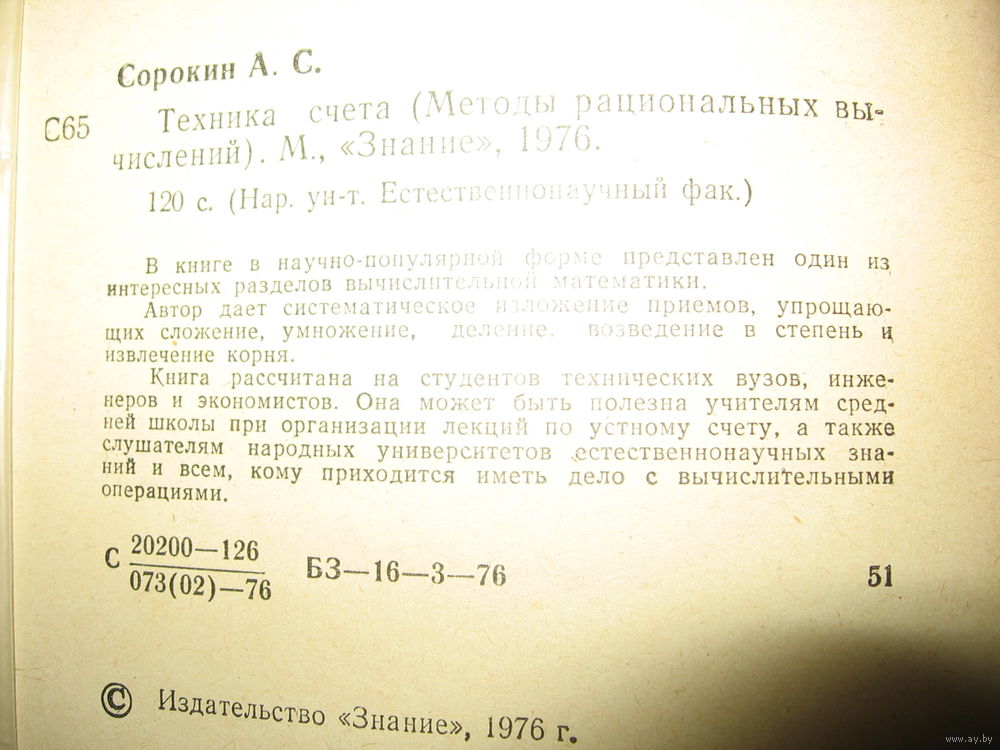 Сорокин А. С.
С65
Техника счета (Методы рациональных вы-
числений). М., «Знание», 1976.
120 с. (Нар. ун-т. Естественнонаучный фак.)
В книге в научно-популярной форме представлен один из
интересных разделов вычислительной математики.
Автор дает систематическое изложение приемов, упрощаю-
щих сложение, умножение, деление, возведение в степень и
извлечение корня.
Книга рассчитана на студентов технических вузов, инже-
неров и экономистов. Она может быть полезна учителям сред-
ней школы при организации лекций по устному счету, а также
слушателям народных университетов естественнонаучных зна-
ний и всем, кому приходится иметь дело с вычислительными
операциями.
С 20200—126
073(02)—76
БЗ—16—3—76
51
© Издательство «Знание», 1976 г.
www.ay.by